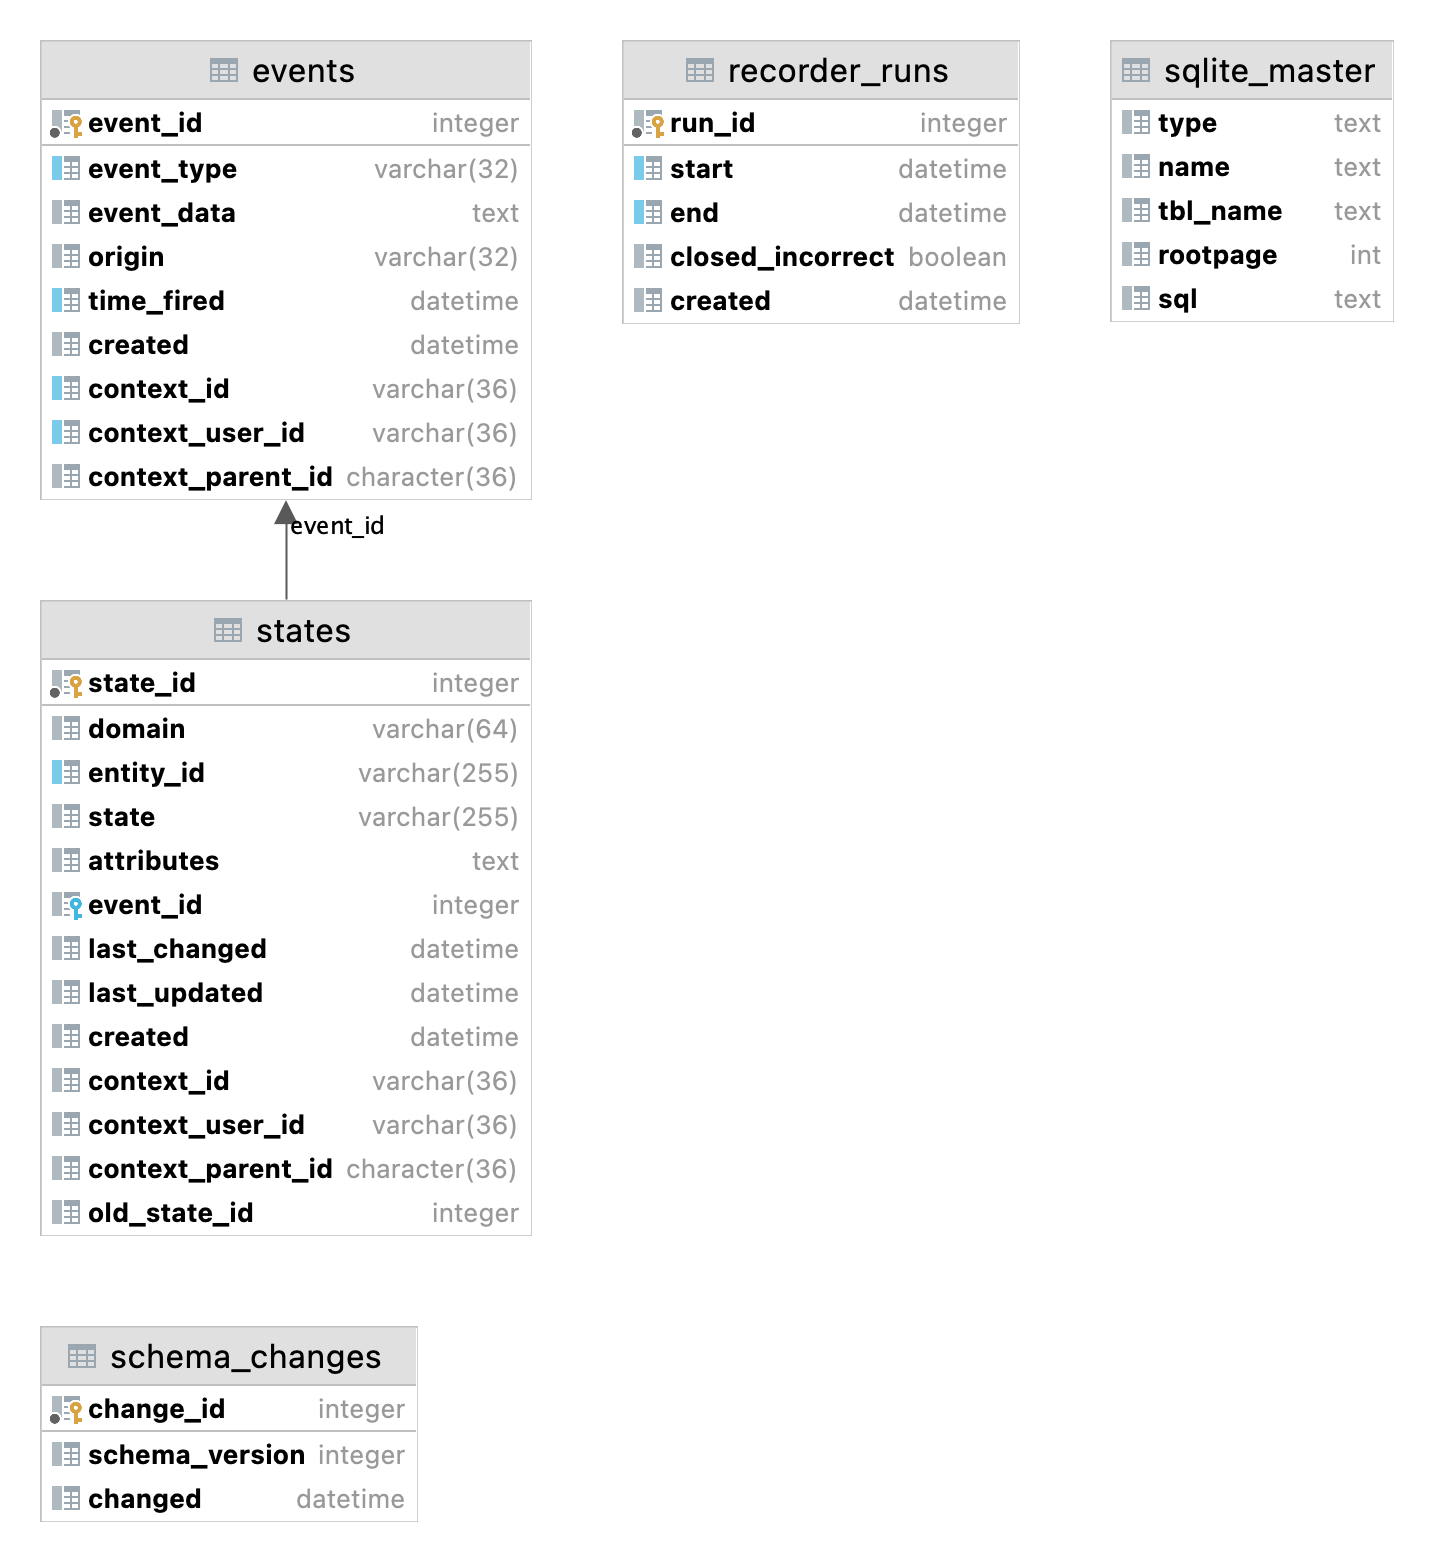 events
event_id integer
event_type varchar(32)
event_data text
origin varchar(32)
time_fired datetime
created datetime
context_id varchar(36)
context_user_id varchar(36)
context_parent_id character(36)
event_id
states
state_id integer
domain varchar(64)
entity_id varchar(255)
state varchar(255)
attributes text
event_id integer
last_changed datetime
last_updated datetime
created datetime
context_id varchar(36)
context_user_id varchar(36)
context_parent_id character(36)
old_state_id integer
schema_changes
change_id integer
schema_version integer
changed datetime
recorder_runs
run_id integer
start datetime
end datetime
closed_incorrect boolean
created datetime
sqlite_master
type text
name text
tbl_name text
rootpage int
sql text